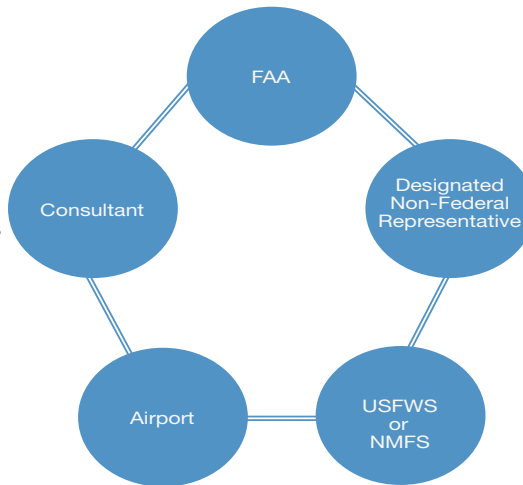 FAA
Consultant
Designated
Non-Federal
Representative
Airport
USFWS
or
NMFS